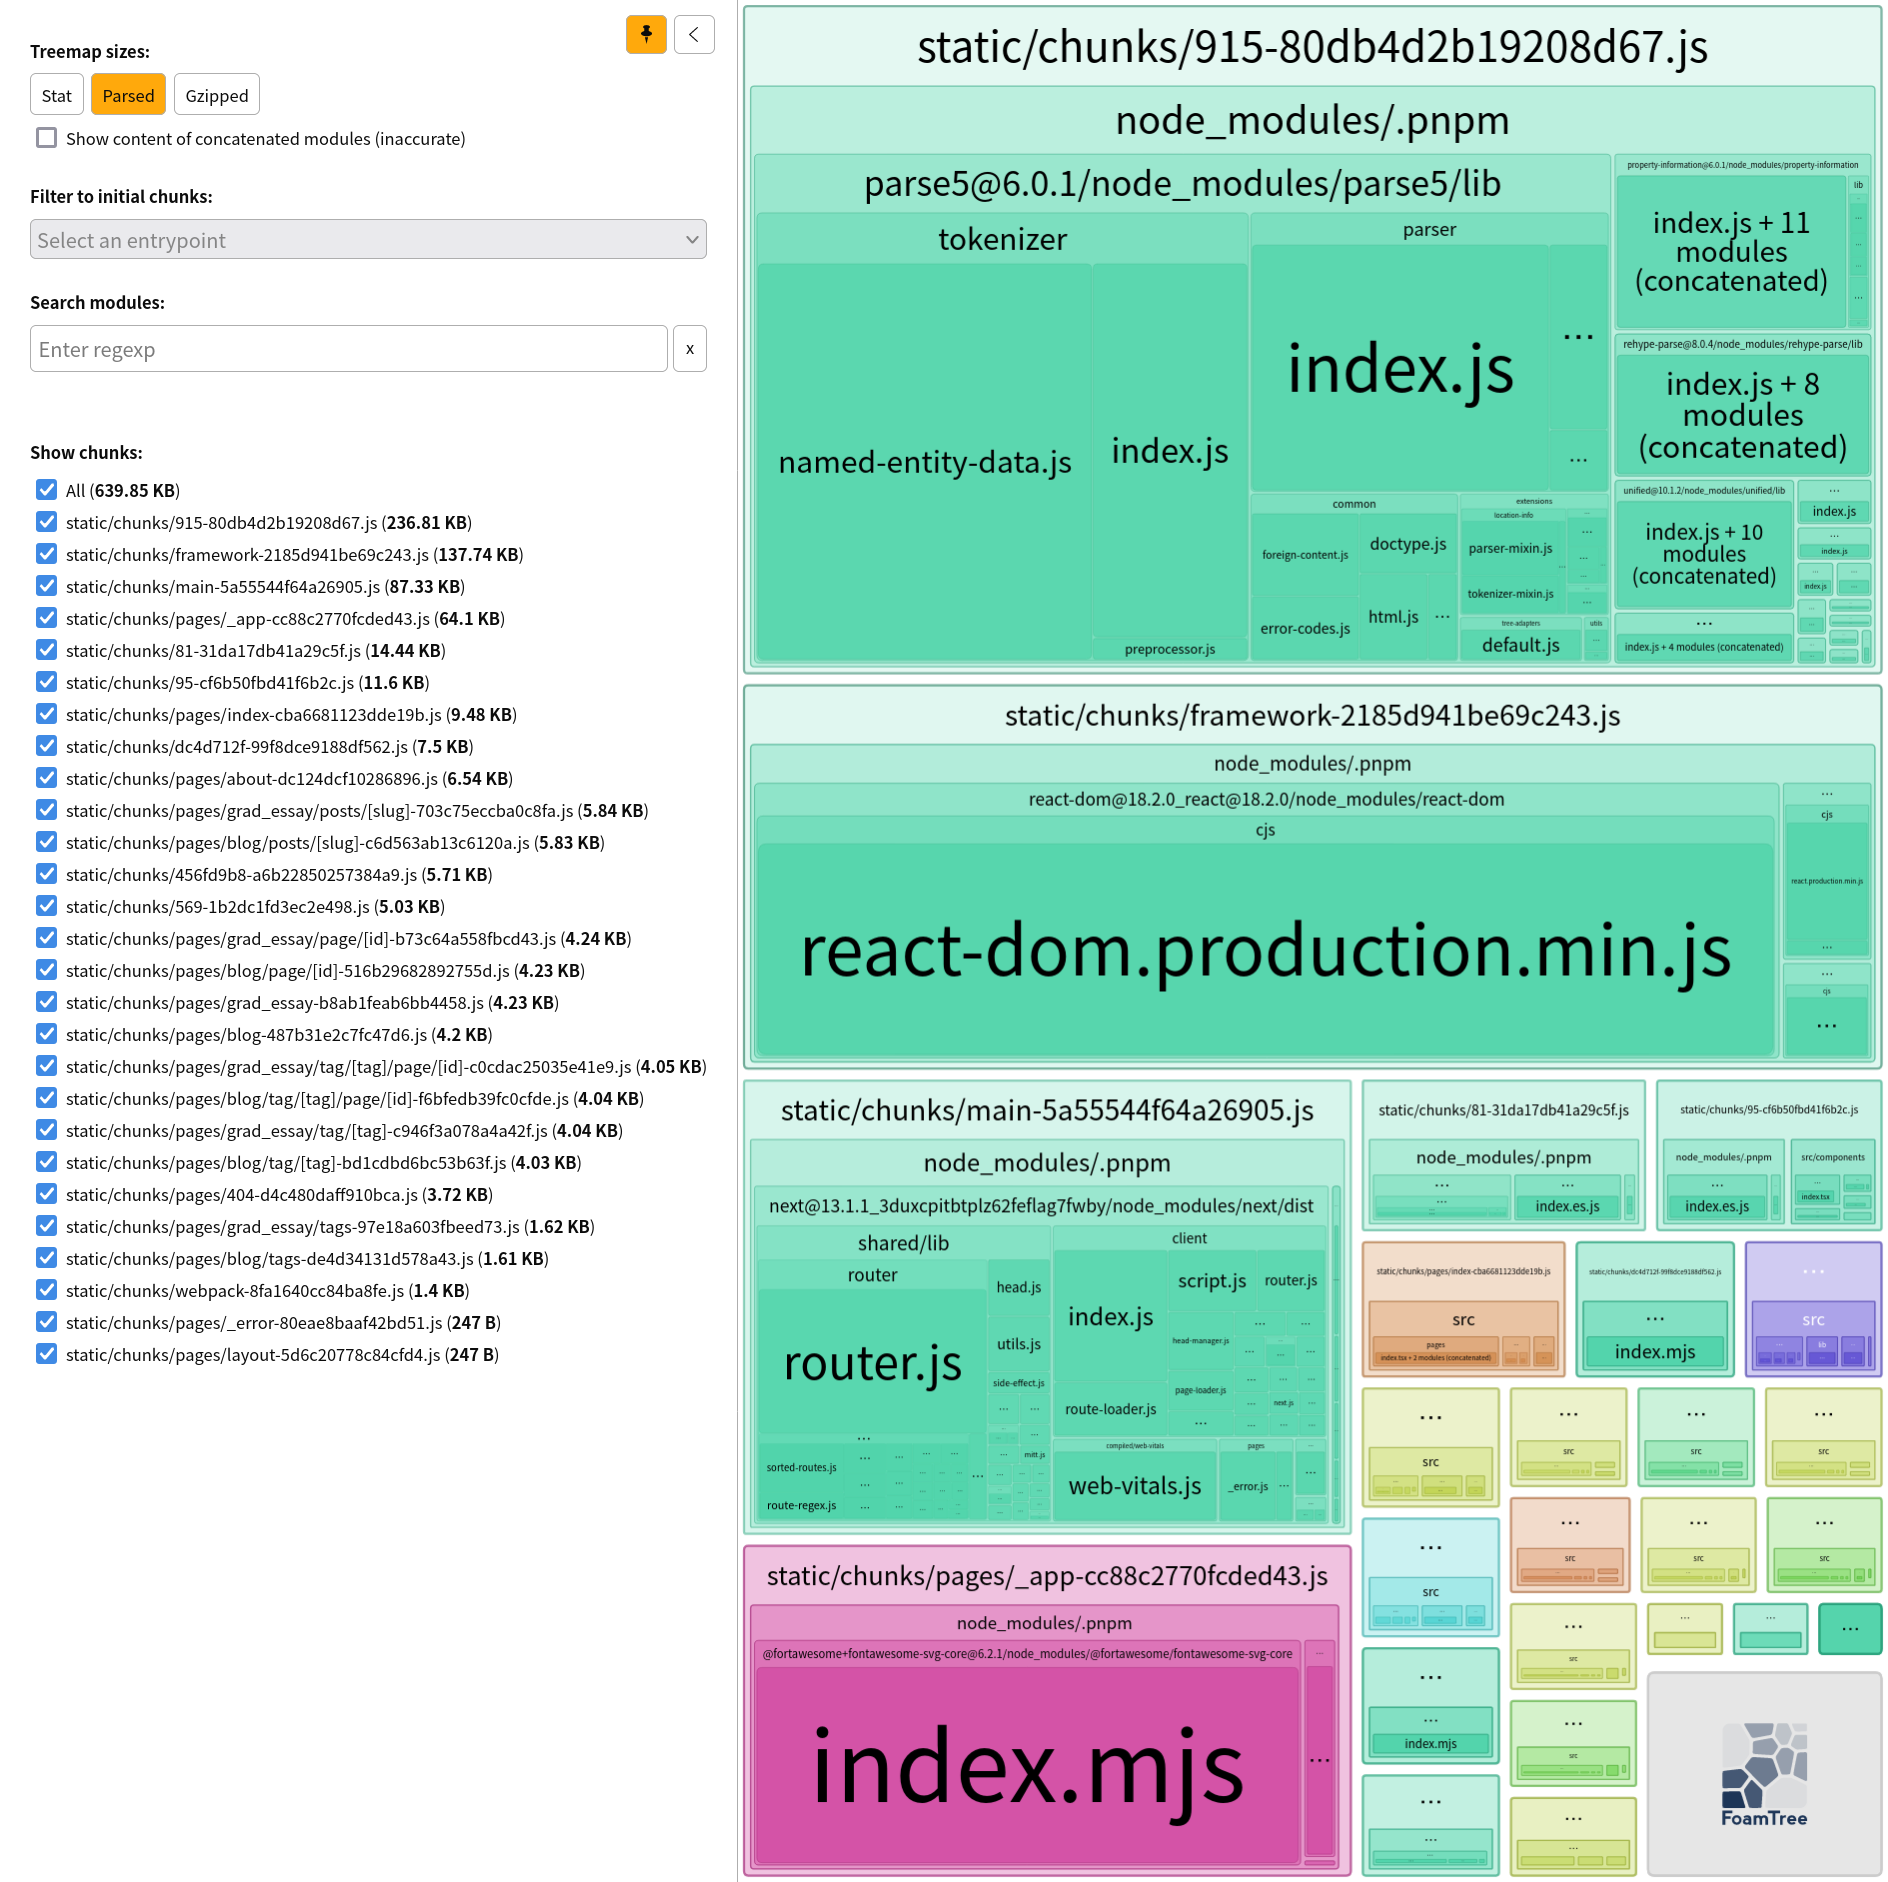 Treemap sizes:
Stat
Parsed
Gzipped
Show content of concatenated modules (inaccurate)
Filter to initial chunks:
Select an entrypoint
Search modules:
Enter regexp
x
Show chunks:
All (639.85 KB)
static/chunks/915-80db4d2b19208d67.js (236.81 KB)
static/chunks/framework-2185d941be69c243.js (137.74 KB)
static/chunks/main-5a55544f64a26905.js (87.33 KB)
static/chunks/pages/_app-cc88c2770fcded43.js (64.1 KB)
static/chunks/81-31da17db41a29c5f.js (14.44 KB)
static/chunks/95-cf6b50fbd41f6b2c.js (11.6 KB)
static/chunks/pages/index-cba6681123dde19b.js (9.48 KB)
static/chunks/dc4d712f-99f8dce9188df562.js (7.5 KB)
static/chunks/pages/about-dc124dcf10286896.js (6.54 KB)
static/chunks/pages/grad_essay/posts/[slug]-703c75eccba0c8fa.js (5.84 KB)
static/chunks/pages/blog/posts/[slug]-c6d563ab13c6120a.js (5.83 KB)
static/chunks/456fd9b8-a6b22850257384a9.js (5.71 KB)
static/chunks/569-1b2dc1fd3ec2e498.js (5.03 KB)
static/chunks/pages/grad_essay/page/[id]-b73c64a558fbcd43.js (4.24 KB)
static/chunks/pages/blog/page/[id]-516b29682892755d.js (4.23 KB)
static/chunks/pages/grad_essay-b8ab1feab6bb4458.js (4.23 KB)
static/chunks/pages/blog-487b31e2c7fc47d6.js (4.2 KB)
static/chunks/pages/grad_essay/tag/[tag]/page/[id]-c0cdac25035e41e9.js (4.05 KB)
static/chunks/pages/blog/tag/[tag]/page/[id]-f6bfedb39fc0cfde.js (4.04 KB)
static/chunks/pages/grad_essay/tag/[tag]-c946f3a078a4a42f.js (4.04 KB)
static/chunks/pages/blog/tag/[tag]-bd1cdbd6bc53b63f.js (4.03 KB)
static/chunks/pages/404-d4c480daff910bca.js (3.72 KB)
static/chunks/pages/grad_essay/tags-97e18a603fbeed73.js (1.62 KB)
static/chunks/pages/blog/tags-de4d34131d578a43.js (1.61 KB)
static/chunks/webpack-8fa1640cc84ba8fe.js (1.4 KB)
static/chunks/pages/_error-80eae8baaf42bd51.js (247 B)
static/chunks/pages/layout-5d6c20778c84cfd4.js (247 B)
static/chunks/915-80db4d2b19208d67.js
node_modules/.pnpm
parse5@6.0.1/node_modules/parse5/lib
tokenizer
named-entity-data.js
index.js
preprocessor.js
parser
index.js
...
...
common
foreign-content.js
doctype.js
error-codes.js
html.js
...
extensions
location-info
parser-mixin.js
tokenizer-mixin.js
tree-adapters
default.js
utils
property-information@6.0.1/node_modules/property-information
index.js + 11
modules
(concatenated)
lib
rehype-parse@8.0.4/node_modules/rehype-parse/lib
index.js + 8
modules
(concatenated)
unified@10.1.2/node_modules/unified/lib
index.js + 10
modules
(concatenated)
...
index.js + 4 modules (concatenated)
...
index.js
...
index.js
...
index.js
static/chunks/framework-2185d941be69c243.js
node_modules/.pnpm
react-dom@18.2.0_react@18.2.0/node_modules/react-dom
cjs
react-dom.production.min.js
...
cjs
react.production.min.js
...
...
cjs
...
static/chunks/main-5a55544f64a26905.js
node_modules/.pnpm
next@13.1.1_3duxcpitbtplz62feflag7fwby/node_modules/next/dist
shared/lib
router
router.js
...
sorted-routes.js
route-regex.js
head.js
utils.js
side-effect.js
mitt.js
client
index.js
script.js
router.js
head-manager.js
page-loader.js
next.js
route-loader.js
...
compiled/web-vitals
web-vitals.js
pages
_error.js
...
static/chunks/pages/_app-cc88c2770fcded43.js
node_modules/.pnpm
@fortawesome+fontawesome-svg-core@6.2.1/node_modules/@fortawesome/fontawesome-svg-core
index.mjs
...
static/chunks/81-31da17db41a29c5f.js
node_modules/.pnpm
...
...
index.es.js
static/chunks/95-cf6b50fbd41f6b2c.js
node_modules/.pnpm
...
index.es.js
src/components
...
index.tsx
static/chunks/pages/index-cba6681123dde19b.js
src
pages
index.tsx + 2 modules (concatenated)
static/chunks/dc4d712f-99f8dce9188df562.js
...
index.mjs
...
src
lib
...
src
...
src
...
src
...
src
...
src
...
src
...
src
...
src
...
src
...
...
...
...
...
index.mjs
...
src
...
...
...
...
FoamTree